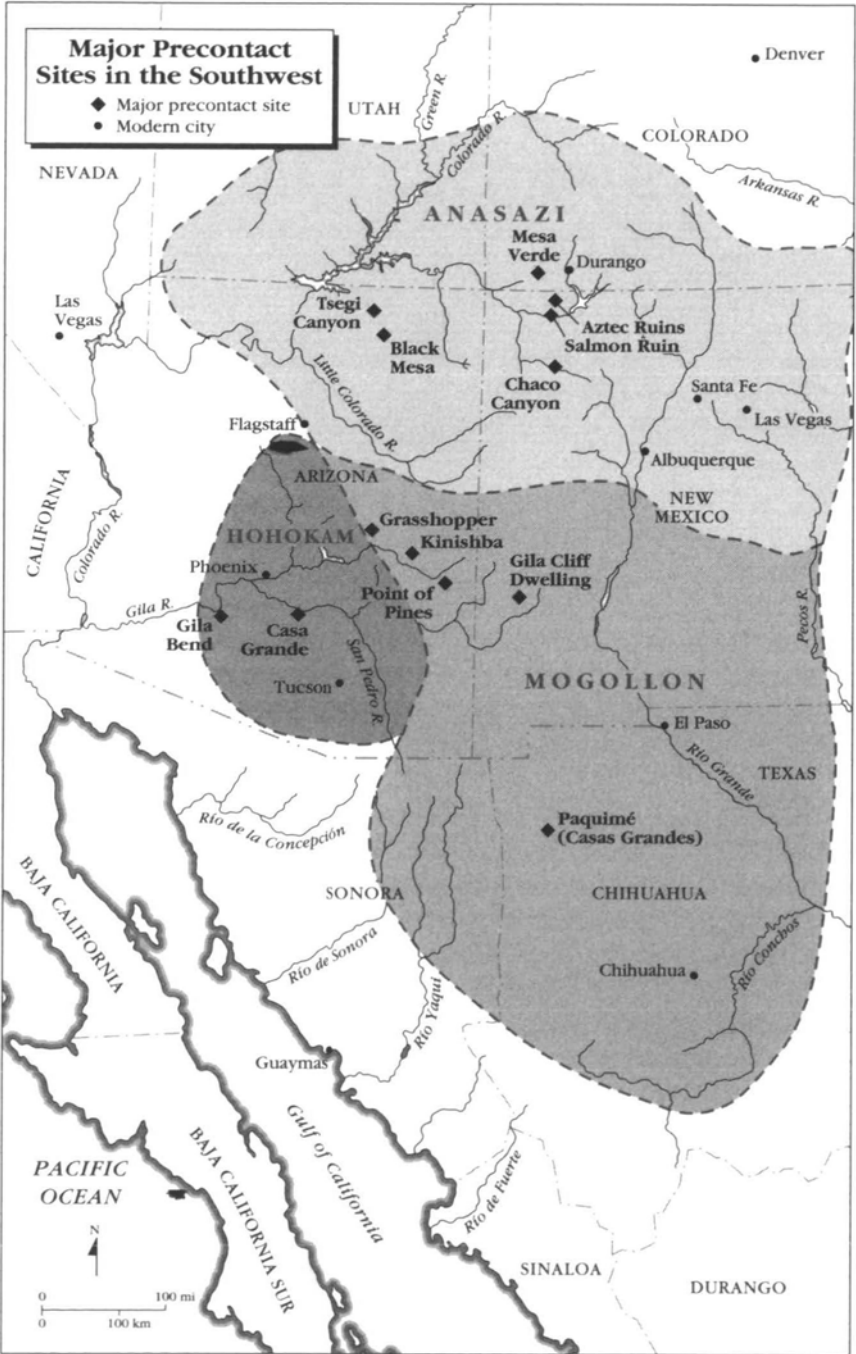 Major Precontact
Sites in the Southwest
Major precontact site
Modern city
Denver
UTAH
Green R.
Colorado R.
COLORADO
NEVADA
Arkansas R.
ANASAZI
Mesa
Verde
Durango
Las
Vegas
Tsegi
Canyon
Aztec Ruins
Salmon Ruin
Black
Mesa
Chaco
Canyon
Little Colorado R.
Santa Fe
Las Vegas
Flagstaff
Albuquerque
ARIZONA
NEW
MEXICO
CALIFORNIA
Colorado R.
Grasshopper
HOHOKAM
Kinishba
Phoenix
Gila Cliff
Dwelling
Point of
Pines
Gila R.
Gila
Bend
Casa
Grande
San Pedro R.
Pecos R.
Tucson
MOGOLLON
El Paso
Río Grande
TEXAS
Río de la Concepción
Paquimé
(Casas Grandes)
BAJA CALIFORNIA
SONORA
CHIHUAHUA
Río de Sonora
Chihuahua
Río Conchos
Río Yaqui
Guaymas
Gulf of California
PACIFIC
OCEAN
BAJA CALIFORNIA SUR
Río de Fuerte
N
0 100 mi
0 100 km
SINALOA
DURANGO